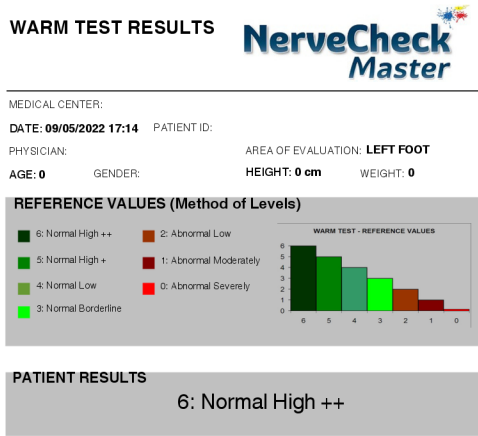 WARM TEST RESULTS
NerveCheck
Master
MEDICAL CENTER:
DATE: 09/05/2022 17:14 PATIENT ID:
PHYSICIAN: AREA OF EVALUATION: LEFT FOOT
AGE: 0 GENDER: HEIGHT: 0 cm WEIGHT: 0
REFERENCE VALUES (Method of Levels)
6: Normal High ++
5: Normal High +
4: Normal Low
3: Normal Borderline
2: Abnormal Low
1: Abnormal Moderately
0: Abnormal Severely
WARM TEST - REFERENCE VALUES
6
5
4
3
2
1
0
6 5 4 3 2 1 0
PATIENT RESULTS
6: Normal High ++